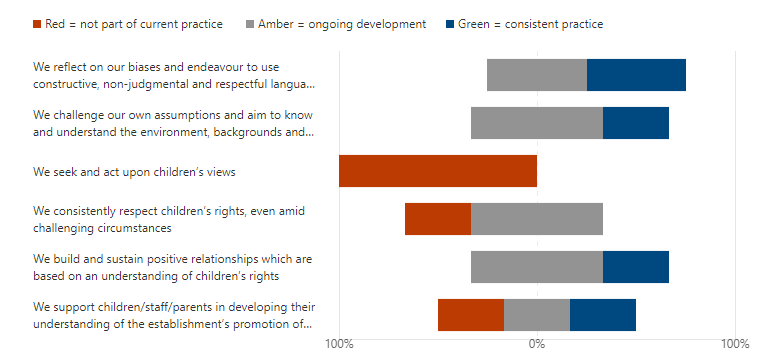 Red = not part of current practice Amber = ongoing development Green = consistent practice
We reflect on our biases and endeavour to use
constructive, non-judgmental and respectful langua...
We challenge our own assumptions and aim to know
and understand the environment, backgrounds and...
We seek and act upon children's views
We consistently respect children's rights, even amid
challenging circumstances
We build and sustain positive relationships which are
based on an understanding of children's rights
We support children/staff/parents in developing their
understanding of the establishment's promotion of...
100% 0% 100%